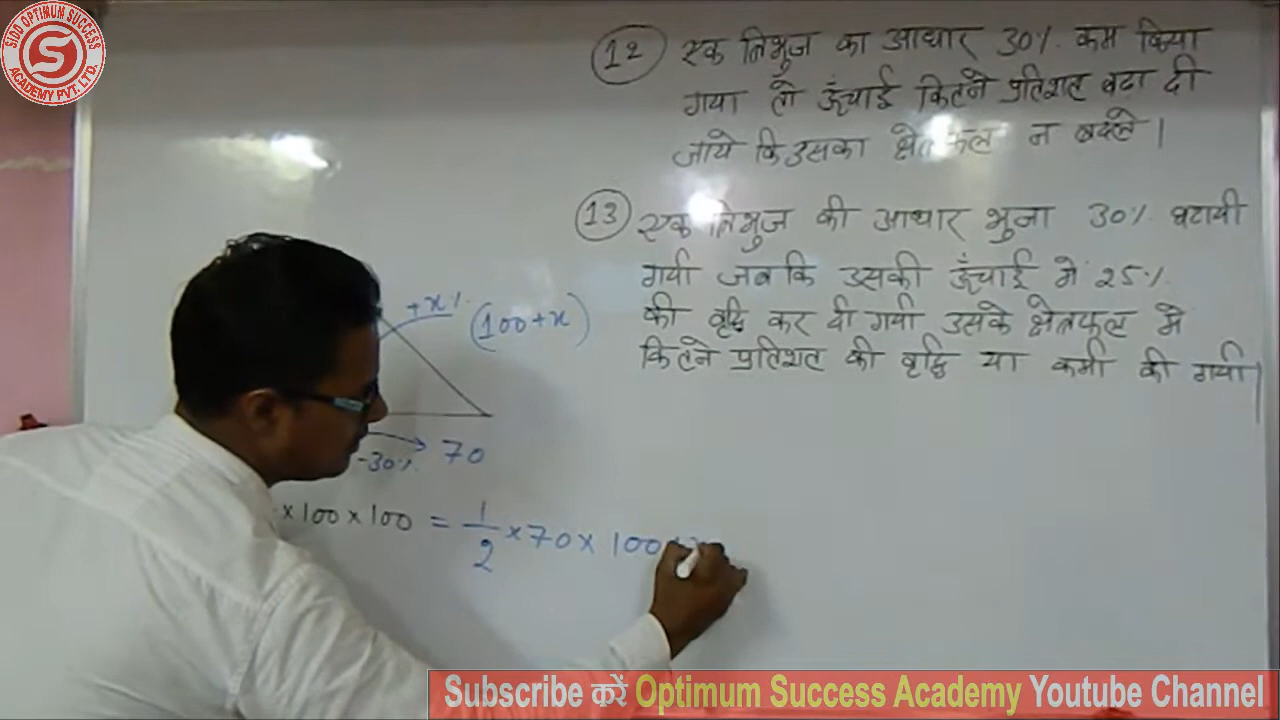 SIDD OPTIMUM SUCCESS
S
ACADEMY PVT. LTD.
12 एक त्रिभुज का आधार 30% कम किया
गया तो ऊँचाई कितने प्रतिशत बढा दी
जाये कि उसका क्षेत्रफल न बदले।
13 एक त्रिभुज की आधार भुजा 30% घटायी
गयी जबकि उसकी ऊँचाई मे 25%
की वृद्धि कर दी गयी उसके क्षेत्रफल मे
कितने प्रतिशत की वृद्धि या कमी की गयी।
+x%
(100+x)
-30% 70
×100×100 = 1/2 ×70× 100
Subscribe करें Optimum Success Academy Youtube Channel